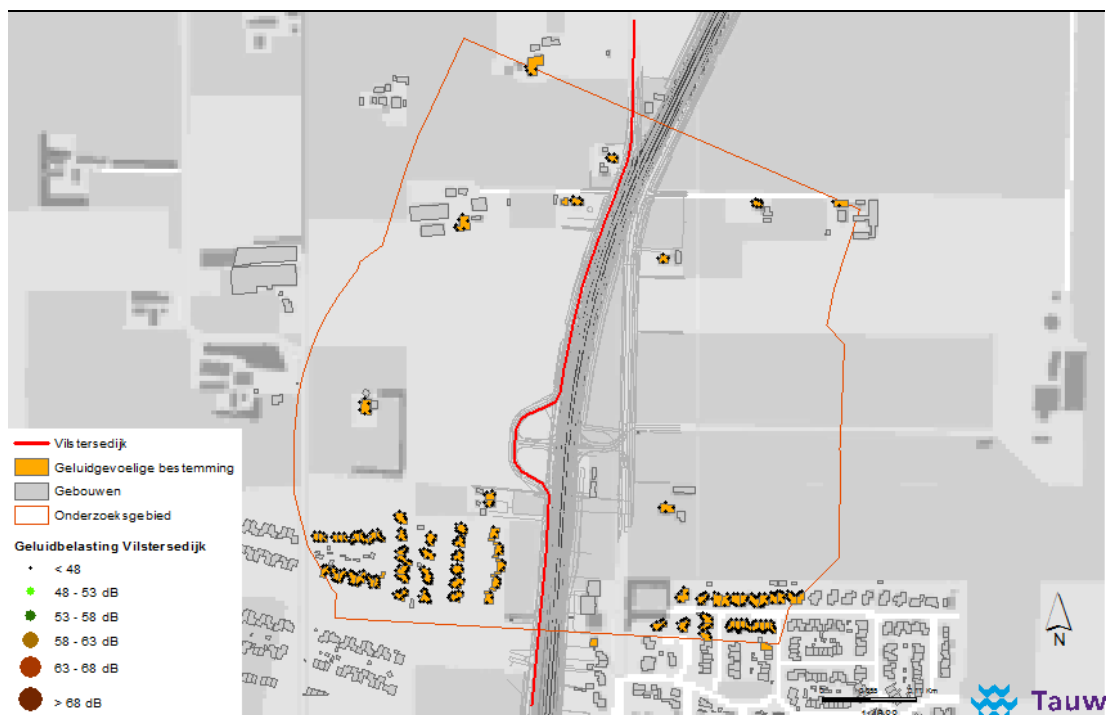 Vilstersedijk
Geluidgevoelige bestemming
Gebouwen
Onderzoeksgebied
Geluidbelasting Vilstersedijk
< 48
48 - 53 dB
53 - 58 dB
58 - 63 dB
63 - 68 dB
> 68 dB
N
Km
Tauw